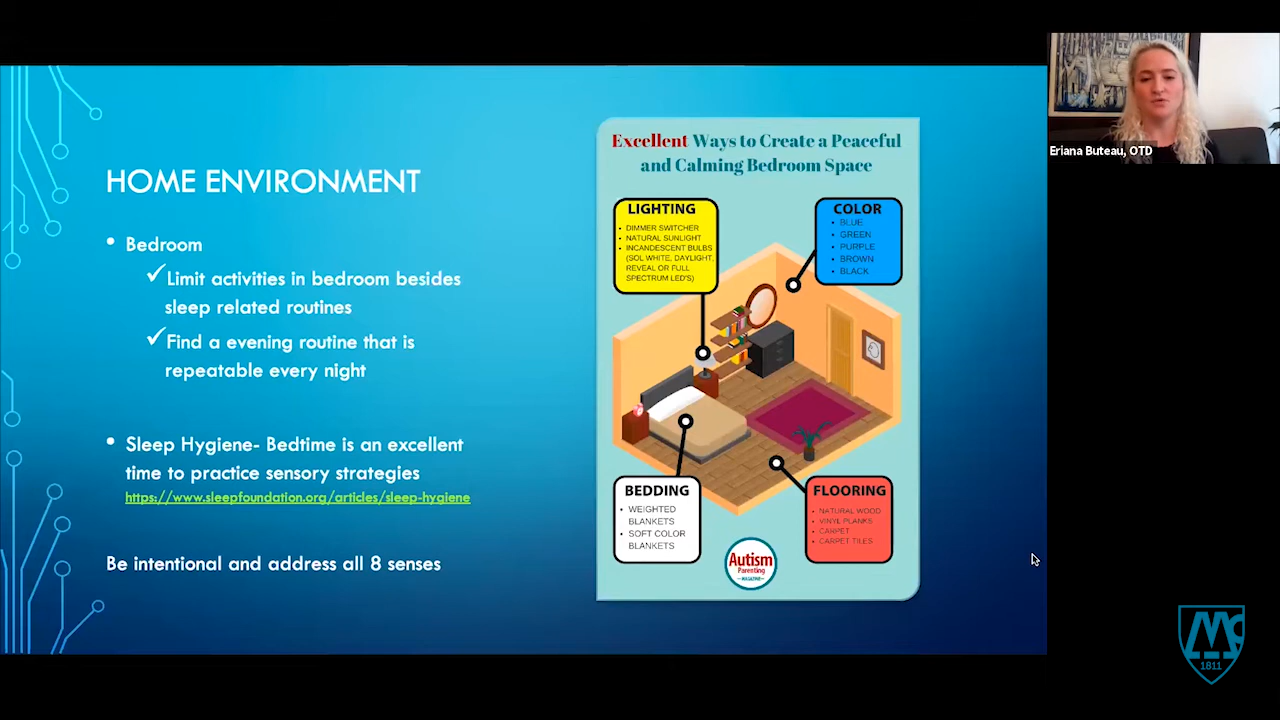 HOME ENVIRONMENT
• Bedroom
✓Limit activities in bedroom besides
sleep related routines
✓Find a evening routine that is
repeatable every night
• Sleep Hygiene- Bedtime is an excellent
time to practice sensory strategies
https://www.sleepfoundation.org/articles/sleep-hygiene
Be intentional and address all 8 senses
Excellent Ways to Create a Peaceful
and Calming Bedroom Space
LIGHTING
• DIMMER SWITCHER
• NATURAL SUNLIGHT
• INCANDESCENT BULBS
(SOL WHITE, DAYLIGHT,
REVEAL OR FULL
SPECTRUM LED'S)
COLOR
• BLUE
• GREEN
• PURPLE
• BROWN
• BLACK
BEDDING
• WEIGHTED
BLANKETS
• SOFT COLOR
BLANKETS
FLOORING
• NATURAL WOOD
• VINYL PLANKS
• CARPET
• CARPET TILES
Autism
Parenting
MAGAZINE
Eriana Buteau, OTD
Mc
1811